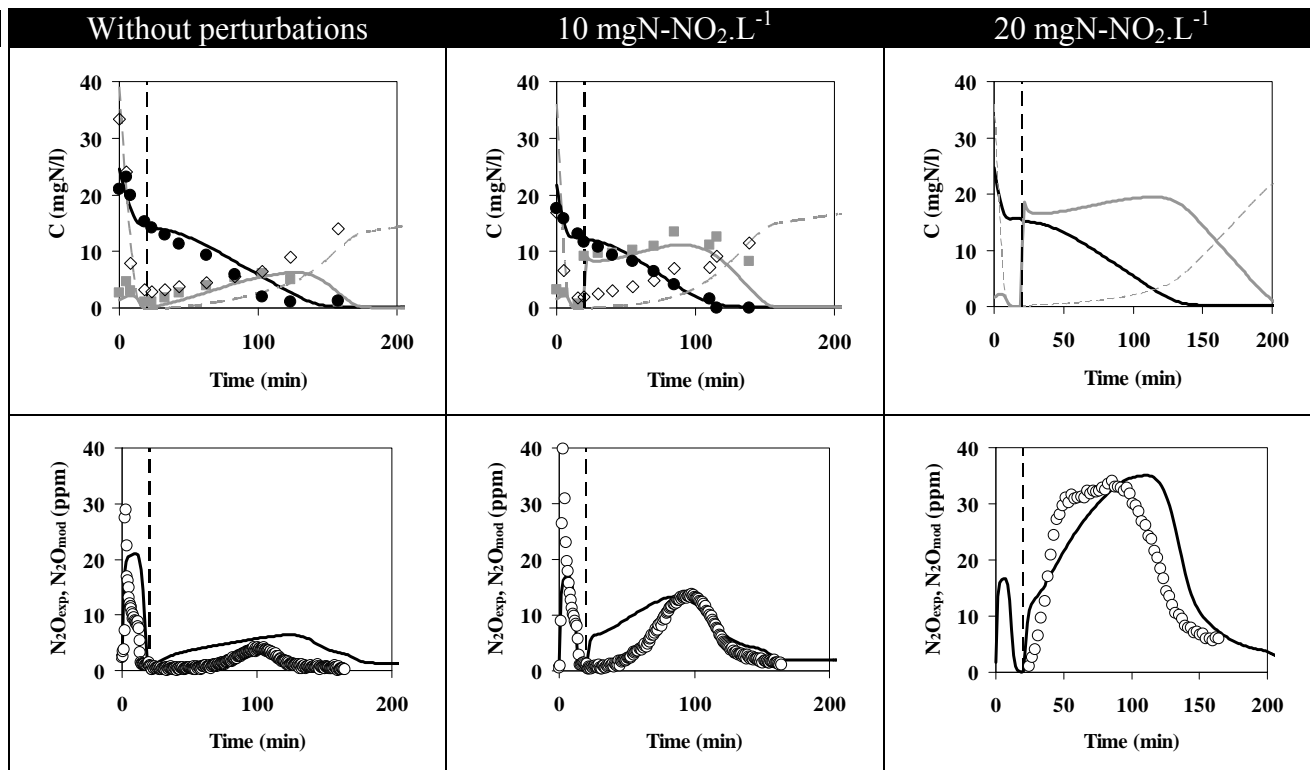 Without perturbations
10 mgN-NO₂.L⁻¹
20 mgN-NO₂.L⁻¹
C (mgN/l)
40
30
20
10
0
0 100 200
Time (min)
C (mgN/l)
40
30
20
10
0
0 100 200
Time (min)
C (mgN/l)
40
30
20
10
0
0 50 100 150 200
Time (min)
N₂Oexp, N₂Omod (ppm)
40
30
20
10
0
0 100 200
Time (min)
N₂Oexp, N₂Omod (ppm)
40
30
20
10
0
0 100 200
Time (min)
N₂Oexp, N₂Omod (ppm)
40
30
20
10
0
0 50 100 150 200
Time (min)